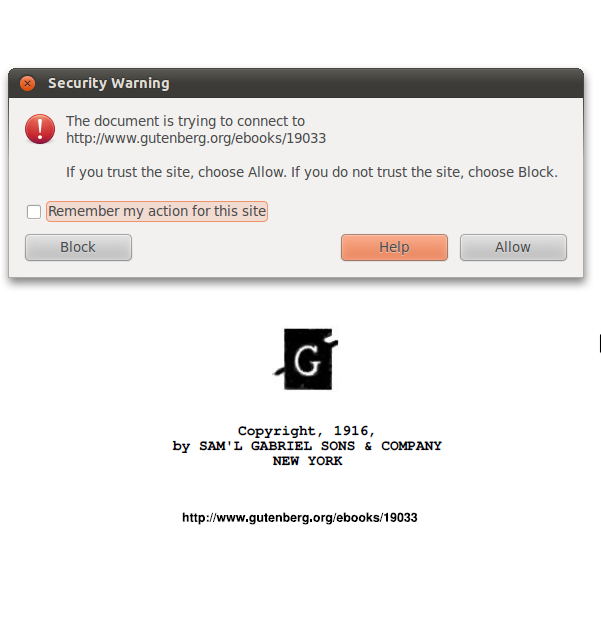 Security Warning
The document is trying to connect to
http://www.gutenberg.org/ebooks/19033
If you trust the site, choose Allow. If you do not trust the site, choose Block.
Remember my action for this site
Block Help Allow
G
Copyright, 1916,
by SAM'L GABRIEL SONS & COMPANY
NEW YORK
http://www.gutenberg.org/ebooks/19033